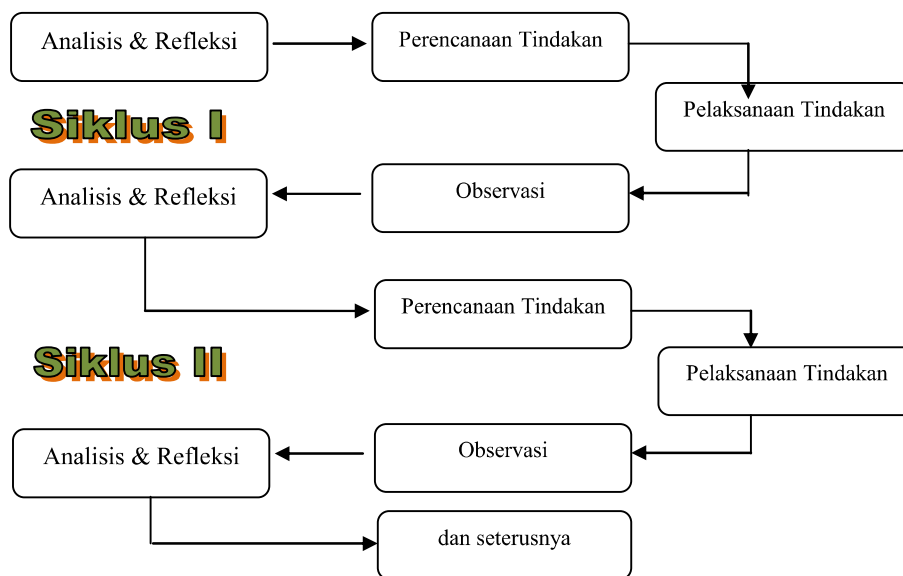 Analisis & Refleksi
Perencanaan Tindakan
Pelaksanaan Tindakan
Siklus I
Analisis & Refleksi
Observasi
Perencanaan Tindakan
Siklus II
Pelaksanaan Tindakan
Analisis & Refleksi
Observasi
dan seterusnya